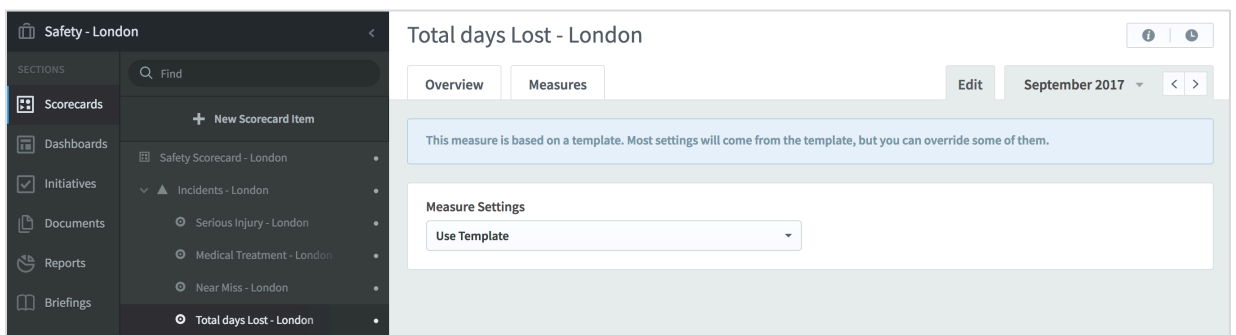 Safety - London
SECTIONS
Scorecards
Dashboards
Initiatives
Documents
Reports
Briefings
Find
New Scorecard Item
Safety Scorecard - London
Incidents - London
Serious Injury - London
Medical Treatment - London
Near Miss - London
Total days Lost - London
Total days Lost - London
Overview
Measures
Edit
September 2017
This measure is based on a template. Most settings will come from the template, but you can override some of them.
Measure Settings
Use Template